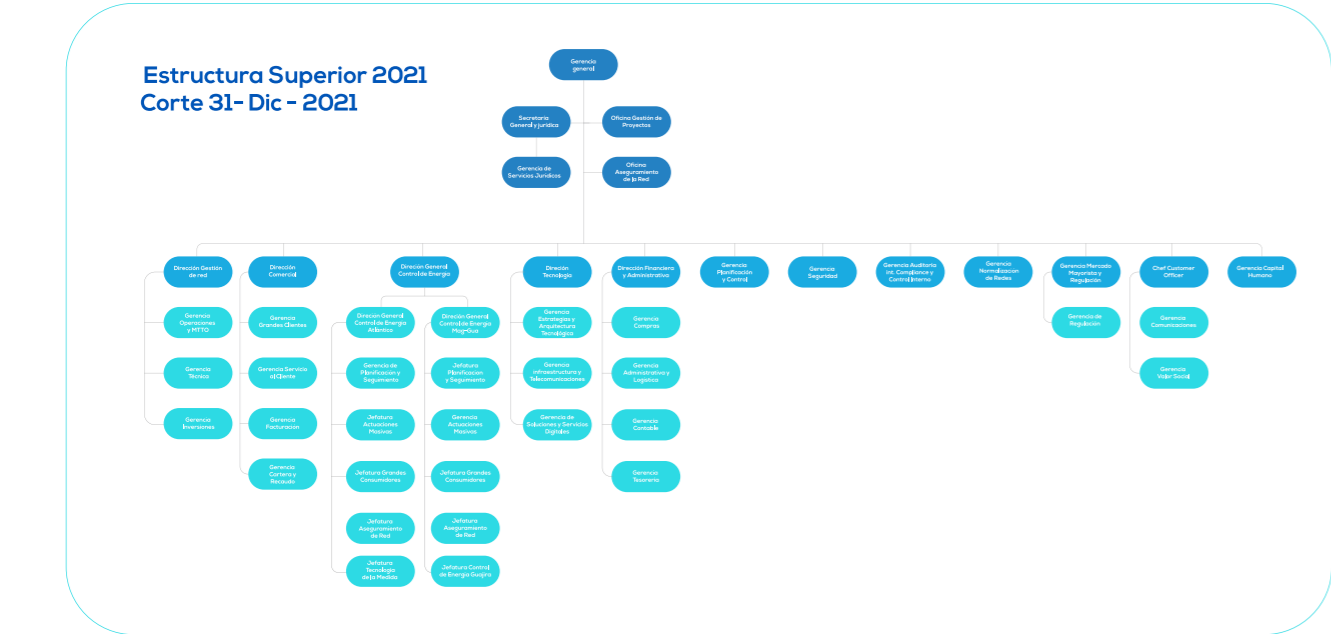 Estructura Superior 2021
Corte 31- Dic - 2021
Gerencia
general
Secretaria
General y jurídica
Oficina Gestión de
Proyectos
Gerencia de
Servicios Jurídicos
Oficina
Aseguramiento
de la Red
Dirección Gestión
de red
Dirección
Comercial
Direción General
Control de Energía
Direción
Tecnología
Dirección Financiera
y Administrativa
Gerencia
Planificación
y Control
Gerencia
Seguridad
Gerencia Auditoria
int. Compliance y
Control Interno
Gerencia
Normalización
de Redes
Gerencia Mercado
Mayorista y
Regulación
Chef Customer
Officer
Gerencia Capital
Humano
Gerencia
Operaciones
y MTTO
Gerencia
Grandes Clientes
Direción General
Control de Energía
Atlántico
Direción General
Control de Energía
Mag-Gua
Gerencia
Estrategias y
Arquitectura
Tecnológica
Gerencia
Compras
Gerencia de
Regulación
Gerencia
Comunicaciones
Gerencia
Técnica
Gerencia Servicio
al Cliente
Gerencia de
Planificación y
Seguimiento
Jefatura
Planificacion
y Seguimiento
Gerencia
infraestructura y
Telecomunicaciones
Gerencia
Administrativa y
Logística
Gerencia
Valor Social
Gerencia
Inversiones
Gerencia
Facturación
Jefatura
Actuaciones
Masivas
Gerencia
Actuaciones
Masivas
Gerencia de
Soluciones y Servicios
Digitales
Gerencia
Contable
Gerencia
Cartera y
Recaudo
Jefatura Grandes
Consumidores
Jefatura Grandes
Consumidores
Gerencia
Tesorería
Jefatura
Aseguramiento
de Red
Jefatura
Aseguramiento
de Red
Jefatura
Tecnología
de la Medida
Jefatura Control
de Energía Guajira